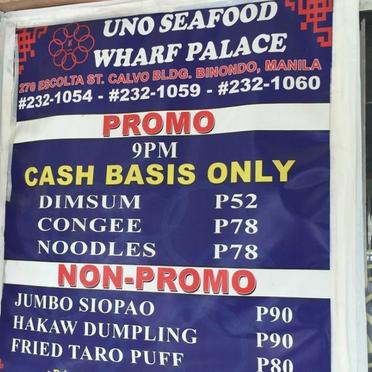 UNO SEAFOOD
WHARF PALACE
270 ESCOLTA ST. CALVO BLDG. BINONDO, MANILA
#232-1054 - #232-1059 - #232-1060
PROMO
9PM
CASH BASIS ONLY
DIMSUM P52
CONGEE P78
NOODLES P78
NON-PROMO
JUMBO SIOPAO P90
HAKAW DUMPLING P90
FRIED TARO PUFF P80